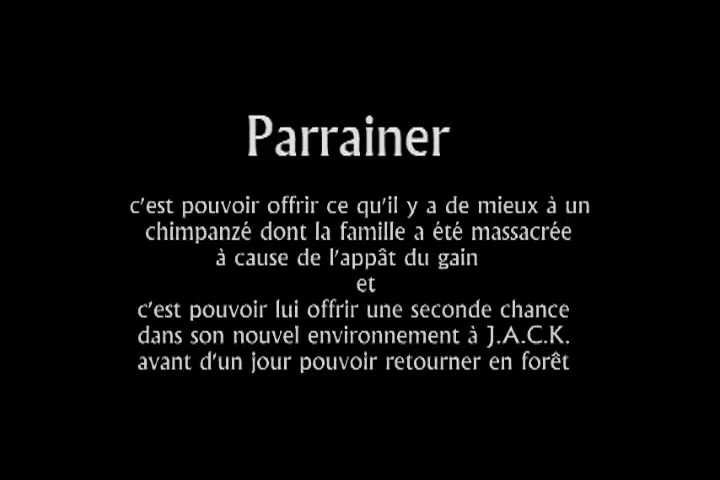 Parrainer
c'est pouvoir offrir ce qu'il y a de mieux à un
chimpanzé dont la famille a été massacrée
à cause de l'appât du gain
et
c'est pouvoir lui offrir une seconde chance
dans son nouvel environnement à J.A.C.K.
avant d'un jour pouvoir retourner en forêt